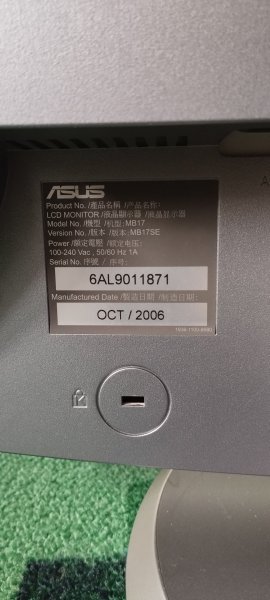 ASUS
Product No. /產品名稱 /产品名称:
LCD MONITOR /液晶顯示器 /液晶显示器
Model No. /機型 /机型: MB17
Version No. /版本 /版本: MB17SE
Power /額定電壓 /额定电压:
100-240 Vac , 50/60 Hz 1A
Serial No. 序號 / 序号:
6AL9011871
Manufactured Date /製造日期 /制造日期:
OCT / 2006
A